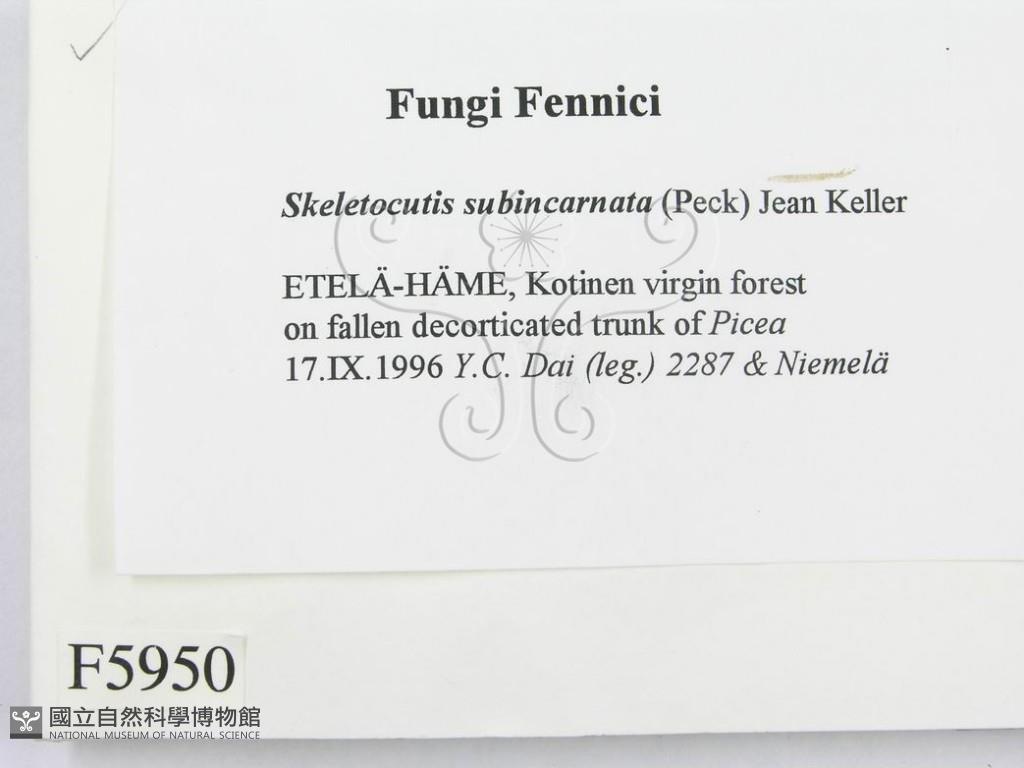 Fungi Fennici
Skeletocutis subincarnata (Peck) Jean Keller
ETELÄ-HÄME, Kotinen virgin forest
on fallen decorticated trunk of Picea
17.IX.1996 Y.C. Dai (leg.) 2287 & Niemelä
F5950
國立自然科學博物館
NATIONAL MUSEUM OF NATURAL SCIENCE